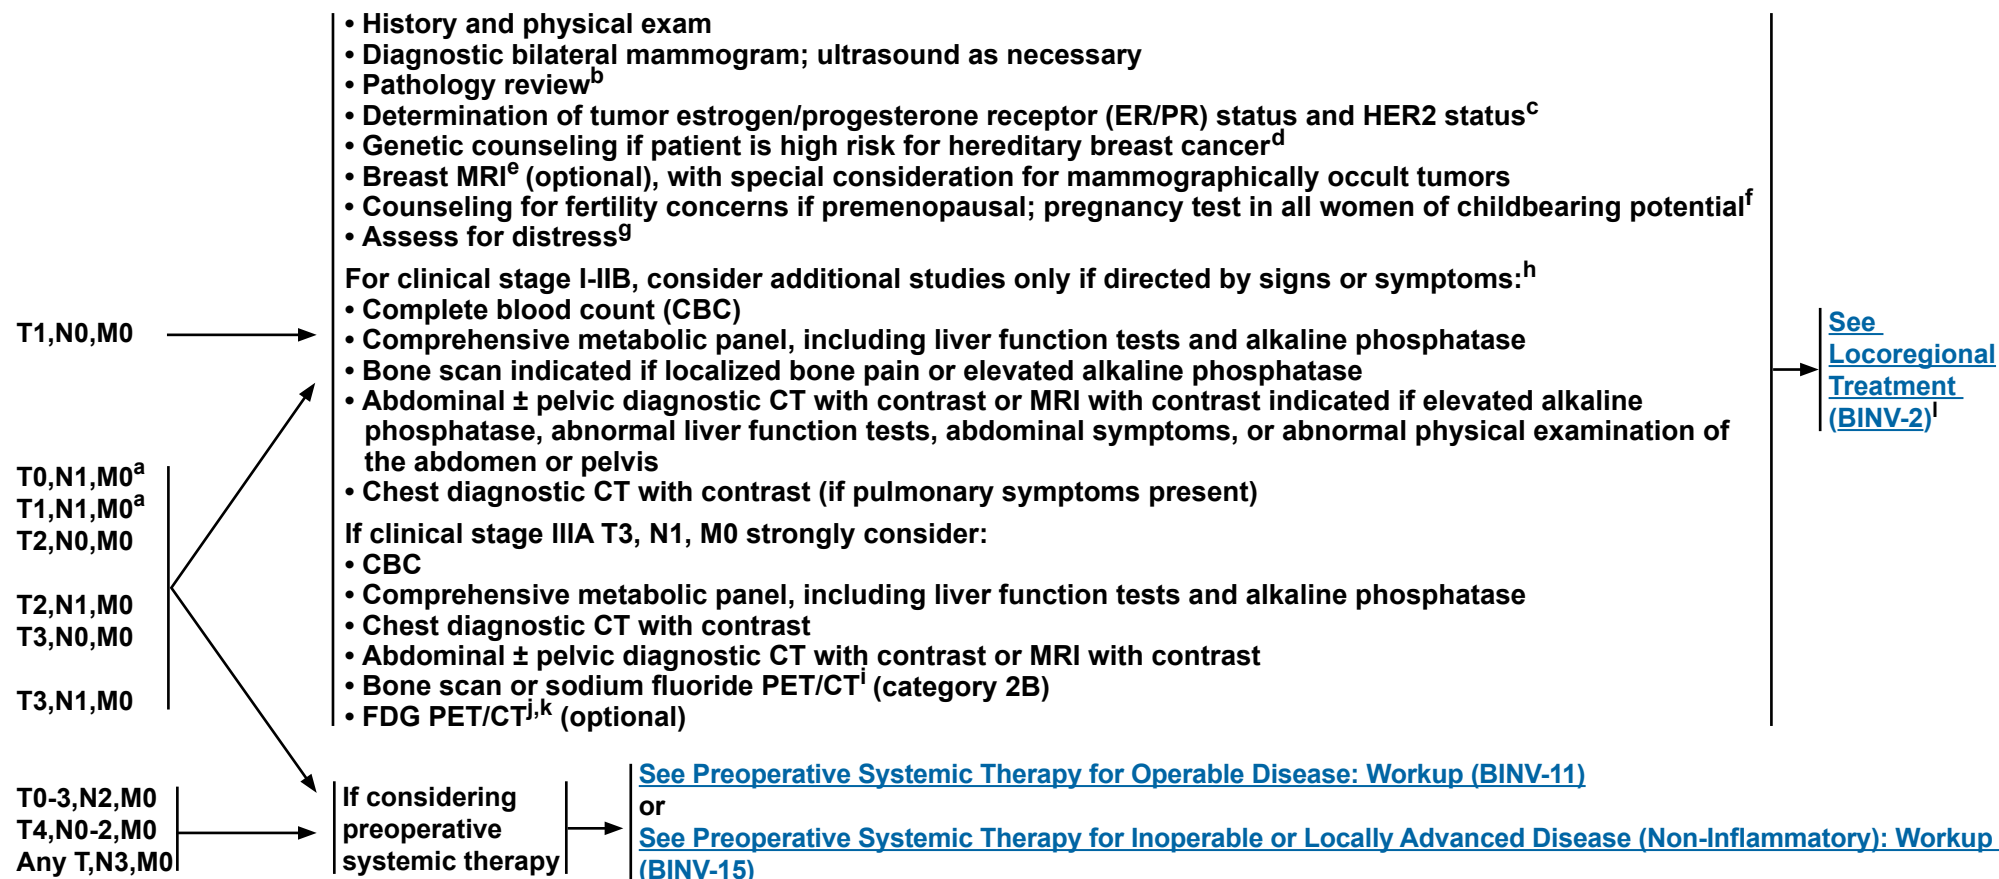 • History and physical exam
• Diagnostic bilateral mammogram; ultrasound as necessary
• Pathology reviewb
• Determination of tumor estrogen/progesterone receptor (ER/PR) status and HER2 statusc
• Genetic counseling if patient is high risk for hereditary breast cancerd
• Breast MRIe (optional), with special consideration for mammographically occult tumors
• Counseling for fertility concerns if premenopausal; pregnancy test in all women of childbearing potentialf
• Assess for distressg
For clinical stage I-IIB, consider additional studies only if directed by signs or symptoms:h
• Complete blood count (CBC)
• Comprehensive metabolic panel, including liver function tests and alkaline phosphatase
• Bone scan indicated if localized bone pain or elevated alkaline phosphatase
• Abdominal ± pelvic diagnostic CT with contrast or MRI with contrast indicated if elevated alkaline
phosphatase, abnormal liver function tests, abdominal symptoms, or abnormal physical examination of
the abdomen or pelvis
• Chest diagnostic CT with contrast (if pulmonary symptoms present)
If clinical stage IIIA T3, N1, M0 strongly consider:
• CBC
• Comprehensive metabolic panel, including liver function tests and alkaline phosphatase
• Chest diagnostic CT with contrast
• Abdominal ± pelvic diagnostic CT with contrast or MRI with contrast
• Bone scan or sodium fluoride PET/CTi (category 2B)
• FDG PET/CTj,k (optional)
T1,N0,M0
T0,N1,M0a
T1,N1,M0a
T2,N0,M0
T2,N1,M0
T3,N0,M0
T3,N1,M0
See
Locoregional
Treatment
(BINV-2)l
T0-3,N2,M0
T4,N0-2,M0
Any T,N3,M0
If considering
preoperative
systemic therapy
See Preoperative Systemic Therapy for Operable Disease: Workup (BINV-11)
or
See Preoperative Systemic Therapy for Inoperable or Locally Advanced Disease (Non-Inflammatory): Workup
(BINV-15)